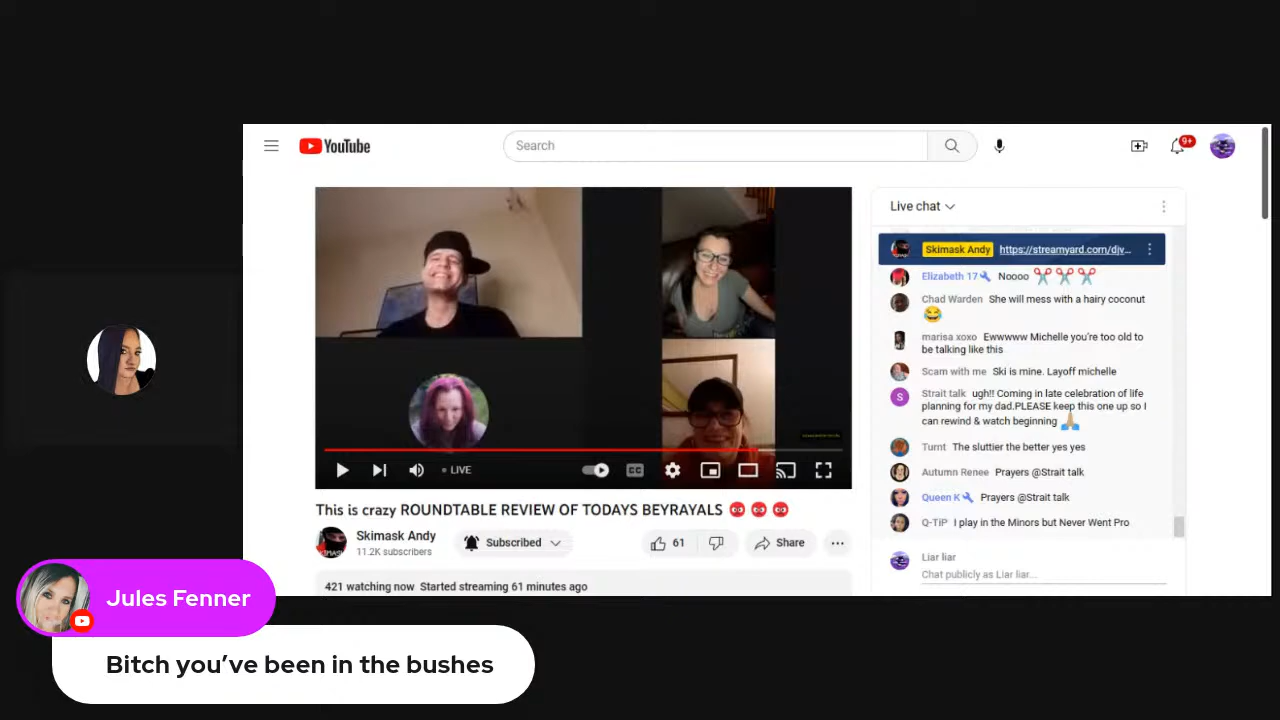 YouTube
Search
9+
Live chat
Skimask Andy https://streamyard.com/djv...
Elizabeth 17 Noooo ✂️✂️✂️
Chad Warden She will mess with a hairy coconut
😂
marisa xoxo Ewwwww Michelle you're too old to
be talking like this
Scam with me Ski is mine. Layoff michelle
S
Strait talk ugh!! Coming in late celebration of life
planning for my dad.PLEASE keep this one up so I
can rewind & watch beginning 🙏🏼
Turnt The sluttier the better yes yes
Autumn Renee Prayers @Strait talk
Queen K Prayers @Strait talk
Q-TiP I play in the Minors but Never Went Pro
Liar liar
Chat publicly as Liar liar...
LIVE
CC
This is crazy ROUNDTABLE REVIEW OF TODAYS BEYRAYALS
Skimask Andy
11.2K subscribers
Subscribed
61
Share
421 watching now Started streaming 61 minutes ago
Jules Fenner
Bitch you've been in the bushes